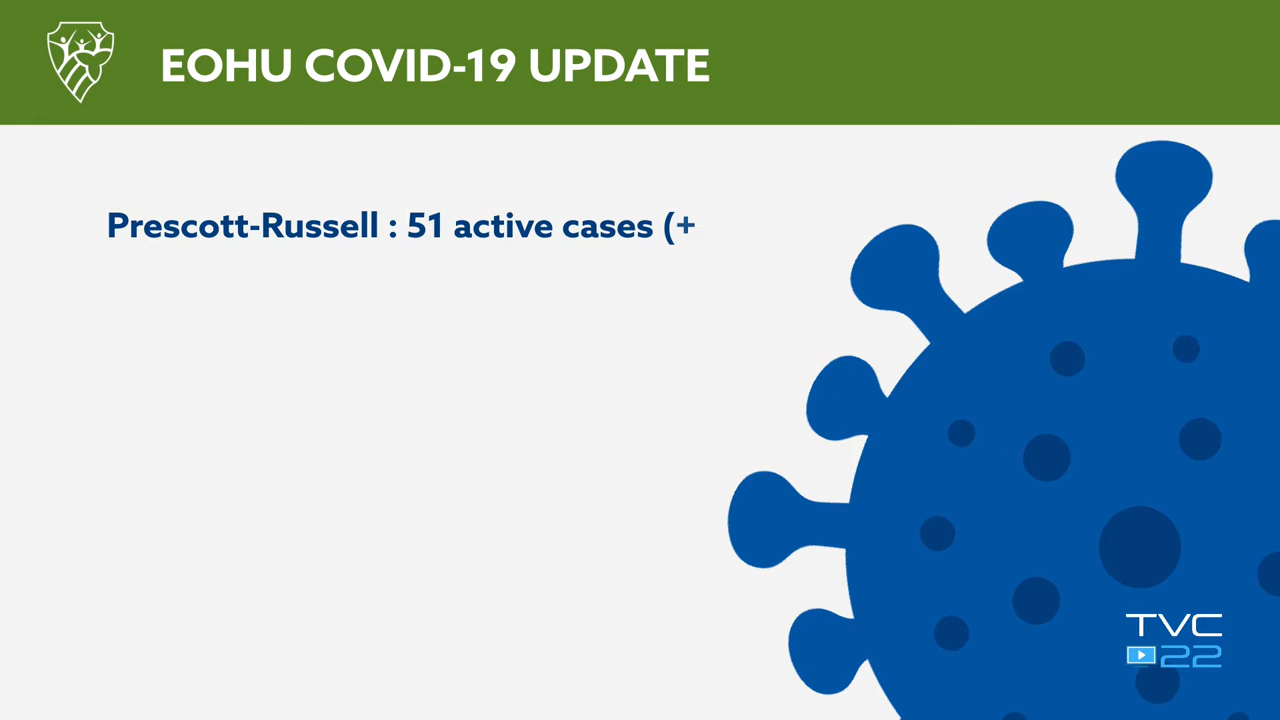 EOHU COVID-19 UPDATE
Prescott-Russell : 51 active cases (+
TVC
22